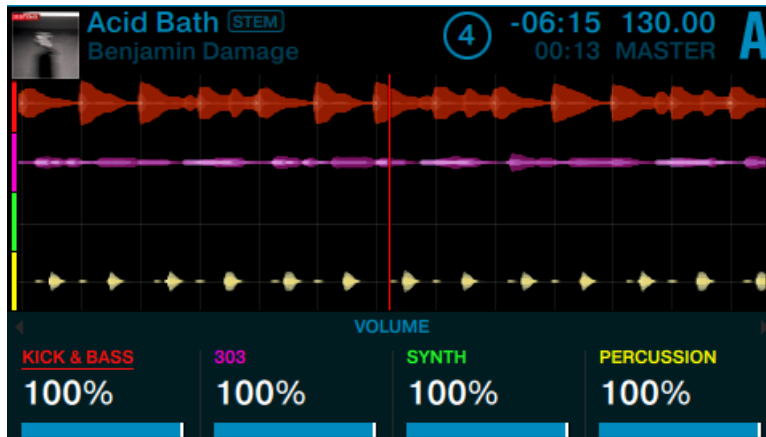 Acid Bath STEM
Benjamin Damage
4
-06:15 130.00
00:13 MASTER
A
VOLUME
KICK & BASS
100%
303
100%
SYNTH
100%
PERCUSSION
100%